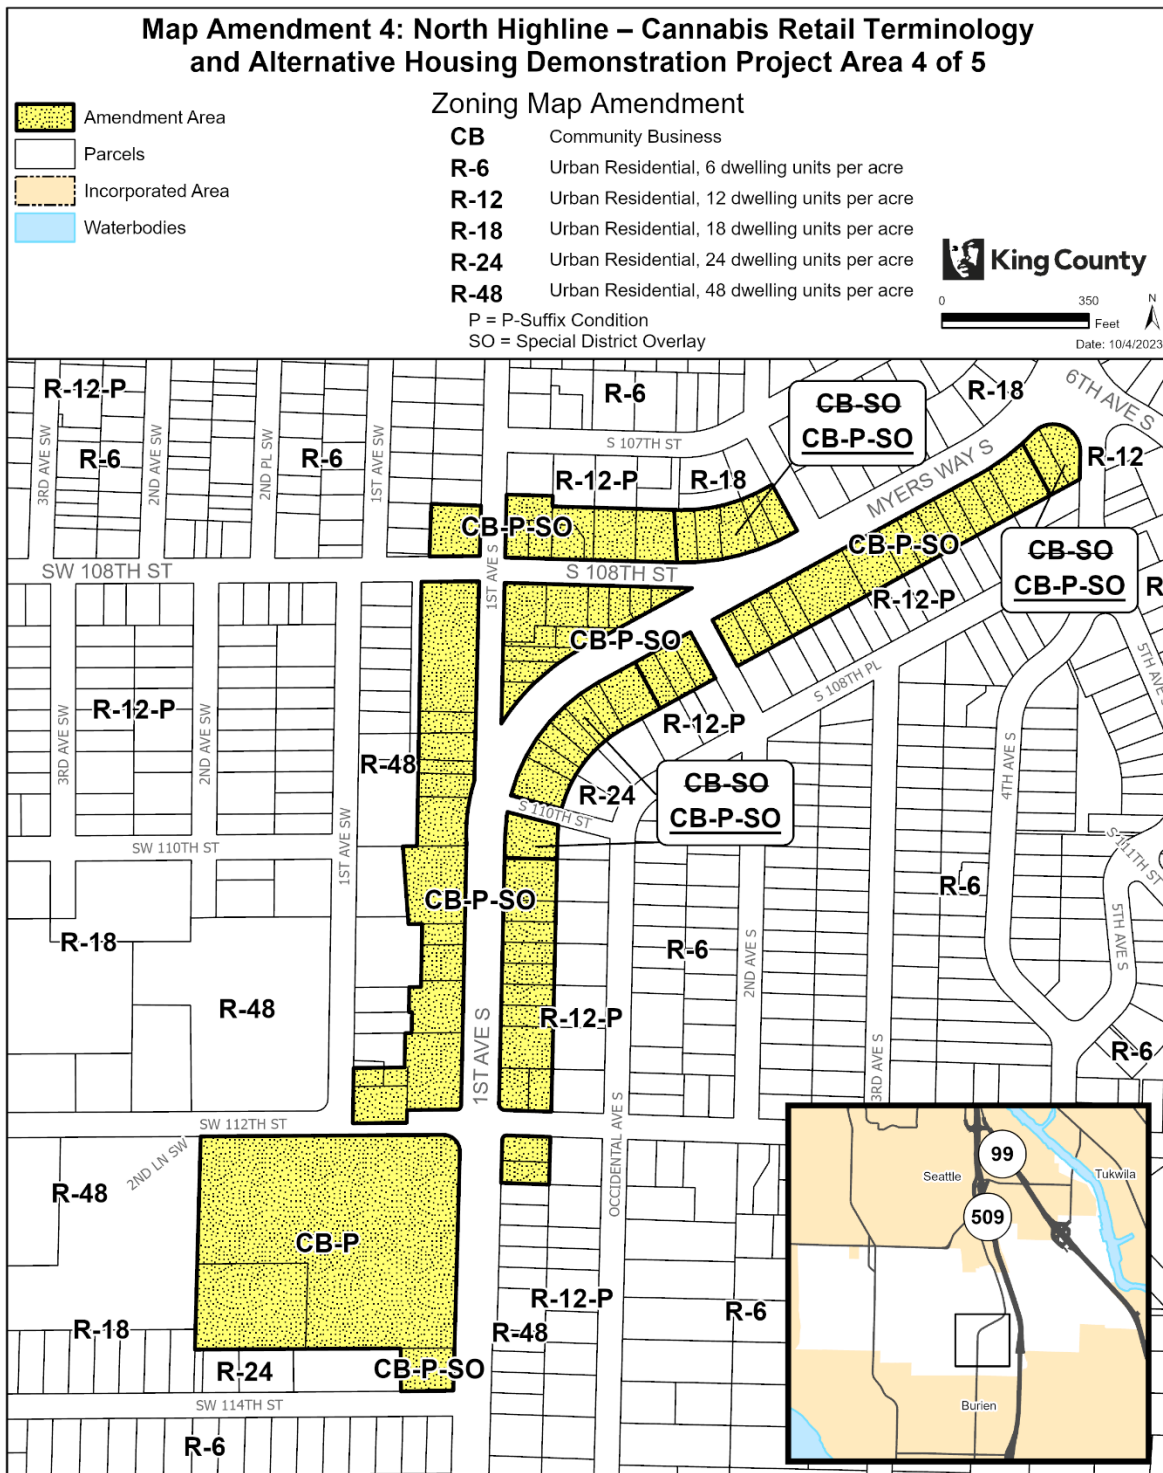 Map Amendment 4: North Highline – Cannabis Retail Terminology
and Alternative Housing Demonstration Project Area 4 of 5
Amendment Area
Parcels
Incorporated Area
Waterbodies
Zoning Map Amendment
CB Community Business
R-6 Urban Residential, 6 dwelling units per acre
R-12 Urban Residential, 12 dwelling units per acre
R-18 Urban Residential, 18 dwelling units per acre
R-24 Urban Residential, 24 dwelling units per acre
R-48 Urban Residential, 48 dwelling units per acre
P = P-Suffix Condition
SO = Special District Overlay
King County
0 350
Feet
N
Date: 10/4/2023
R-12-P
R-6
R-18
6TH AVE S
CB-SO
CB-P-SO
S 107TH ST
3RD AVE SW
R-6
2ND AVE SW
2ND PL SW
R-6
1ST AVE SW
R-12-P
R-18
MYERS WAY S
R-12
CB-P-SO
CB-P-SO
CB-SO
CB-P-SO
R
SW 108TH ST
1ST AVE S
S 108TH ST
R-12-P
CB-P-SO
S 108TH PL
5TH AVE S
R-12-P
3RD AVE SW
2ND AVE SW
R-12-P
R-48
4TH AVE S
CB-SO
CB-P-SO
R-24
S 110TH ST
SW 110TH ST
1ST AVE SW
S 111TH ST
R-6
CB-P-SO
R-18
R-6
2ND AVE S
5TH AVE S
R-48
R-12-P
1ST AVE S
3RD AVE S
R-6
SW 112TH ST
OCCIDENTAL AVE S
2ND LN SW
R-48
CB-P
R-12-P
R-6
R-18
R-48
R-24
CB-P-SO
SW 114TH ST
R-6
99
Seattle
Tukwila
509
Burien